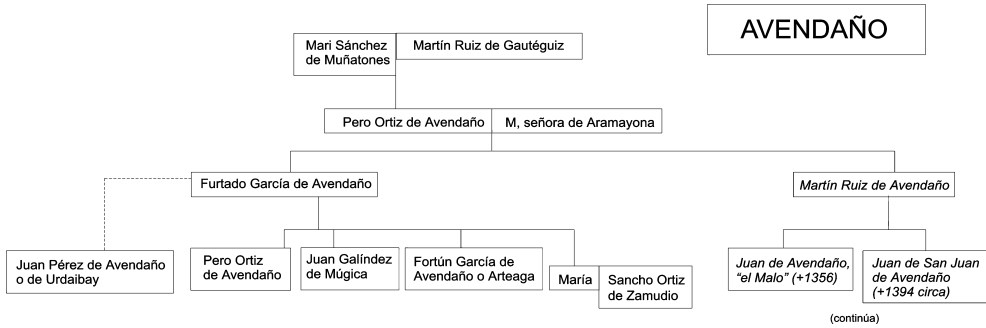 AVENDAÑO
Mari Sánchez
de Muñatones
Martín Ruiz de Gautéguiz
Pero Ortiz de Avendaño
M, señora de Aramayona
Furtado García de Avendaño
Martín Ruiz de Avendaño
Juan Pérez de Avendaño
o de Urdaibay
Pero Ortiz
de Avendaño
Juan Galíndez
de Múgica
Fortún García de
Avendaño o Arteaga
María
Sancho Ortiz
de Zamudio
Juan de Avendaño,
“el Malo” (+1356)
Juan de San Juan
de Avendaño
(+1394 circa)
(continúa)